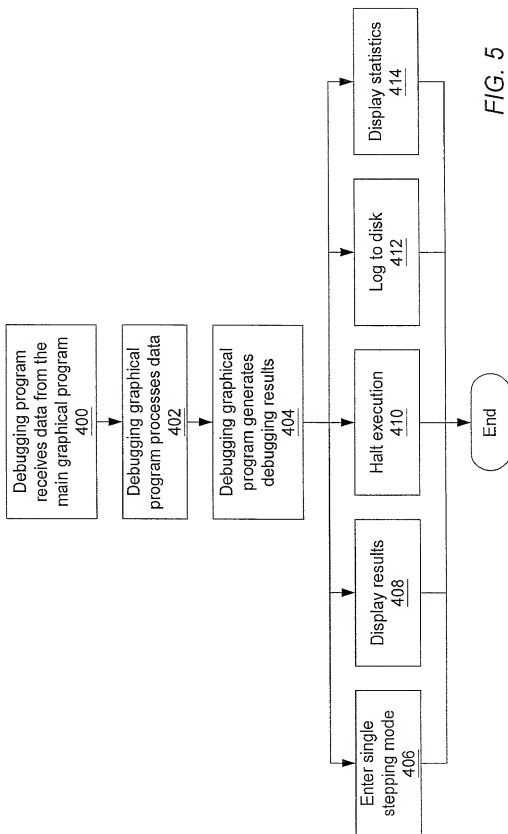 Debugging program
receives data from the
main graphical program
400
Debugging graphical
program processes data
402
Debugging graphical
program generates
debugging results
404
Enter single
stepping mode
406
Display results
408
Halt execution
410
Log to disk
412
Display statistics
414
End
FIG. 5